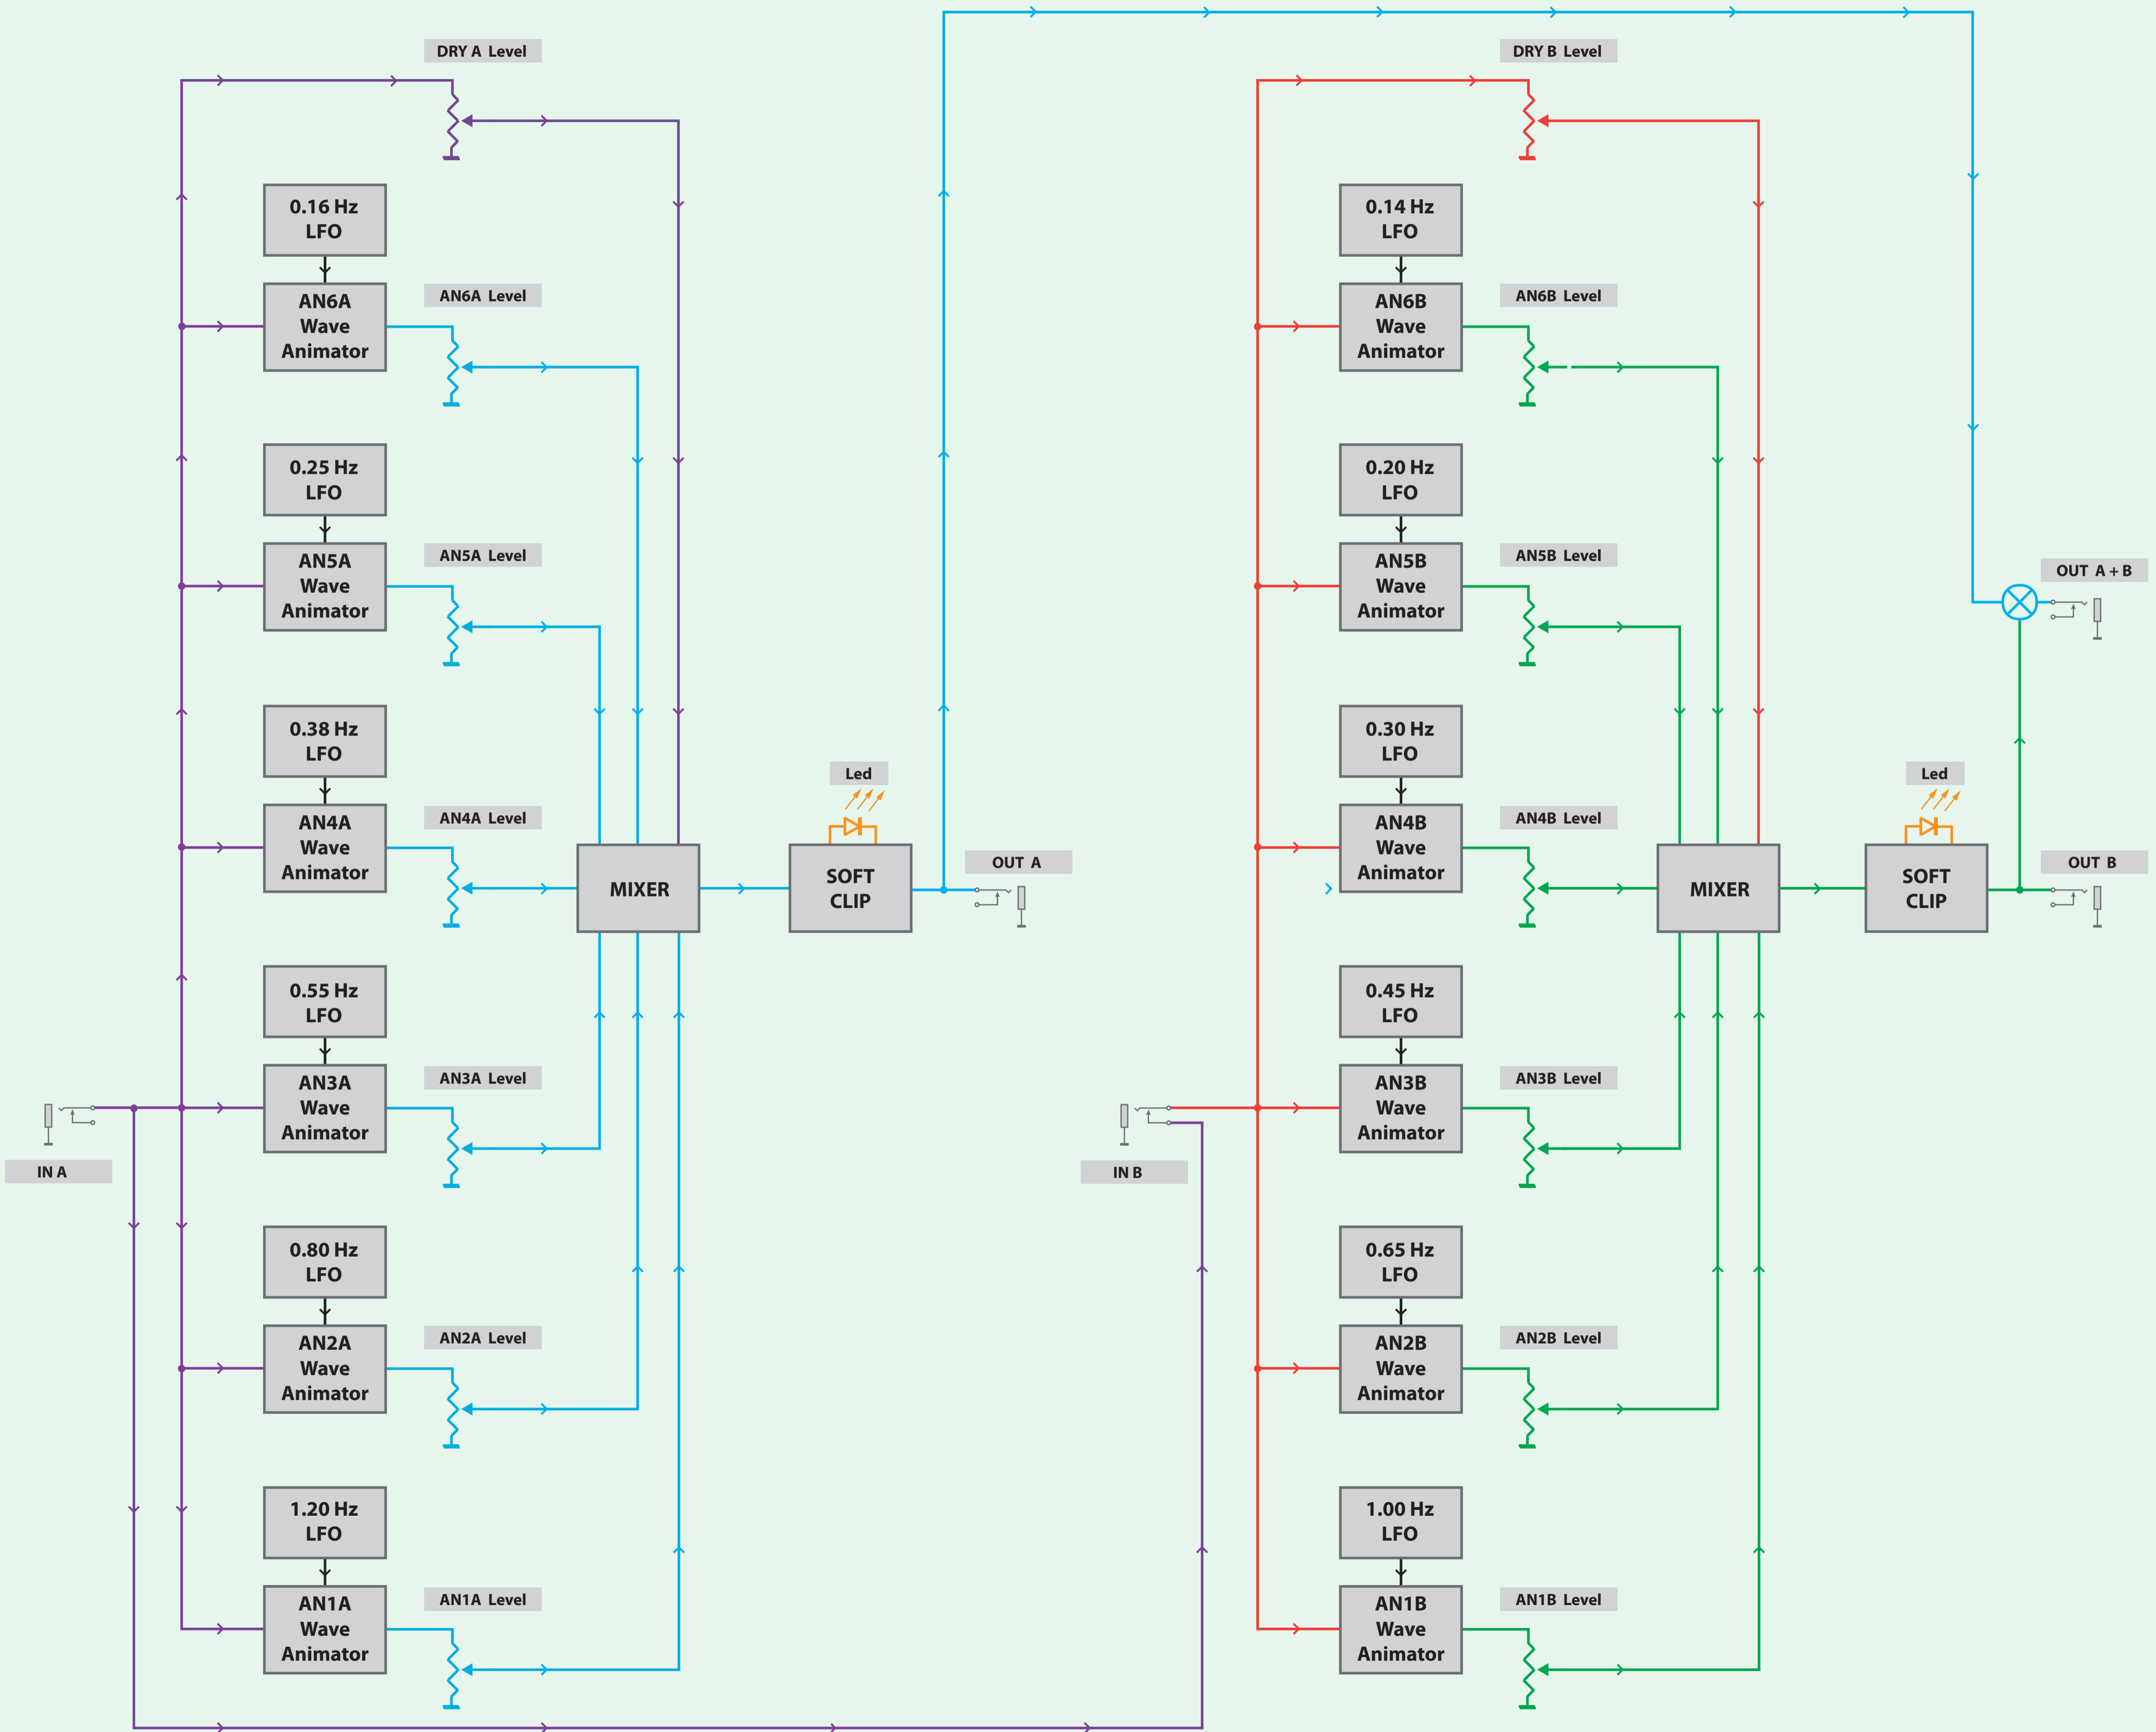 DRY A Level
0.16 Hz
LFO
AN6A
Wave
Animator
AN6A Level
0.25 Hz
LFO
AN5A
Wave
Animator
AN5A Level
0.38 Hz
LFO
AN4A
Wave
Animator
AN4A Level
0.55 Hz
LFO
AN3A
Wave
Animator
AN3A Level
IN A
0.80 Hz
LFO
AN2A
Wave
Animator
AN2A Level
1.20 Hz
LFO
AN1A
Wave
Animator
AN1A Level
MIXER
Led
SOFT
CLIP
OUT A
DRY B Level
0.14 Hz
LFO
AN6B
Wave
Animator
AN6B Level
0.20 Hz
LFO
AN5B
Wave
Animator
AN5B Level
0.30 Hz
LFO
AN4B
Wave
Animator
AN4B Level
0.45 Hz
LFO
AN3B
Wave
Animator
AN3B Level
IN B
0.65 Hz
LFO
AN2B
Wave
Animator
AN2B Level
1.00 Hz
LFO
AN1B
Wave
Animator
AN1B Level
MIXER
Led
SOFT
CLIP
OUT A + B
OUT B